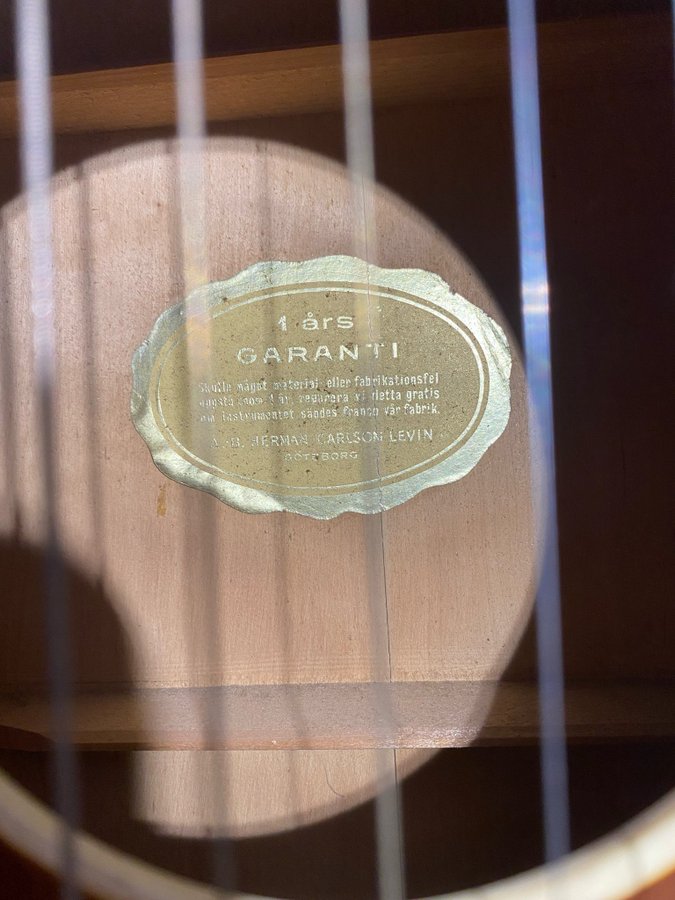 1 års
GARANTI
Skulle något material- eller fabrikationsfel
uppstå inom 1 år, reparera vi detta gratis
om instrumentet sändes franco vår fabrik.
A.-B. HERMAN CARLSON LEVIN
GÖTEBORG